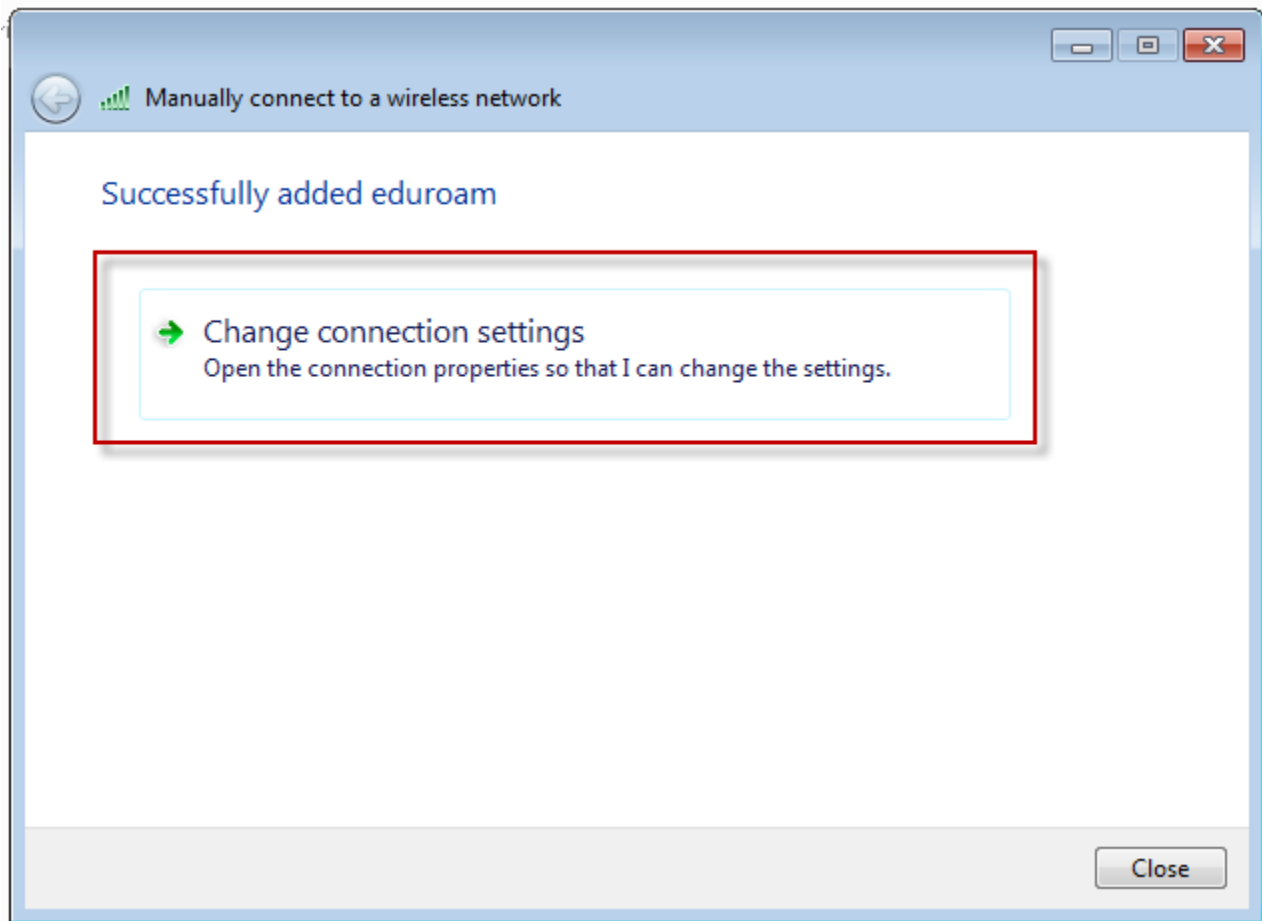 Manually connect to a wireless network
Successfully added eduroam
Change connection settings
Open the connection properties so that I can change the settings.
Close